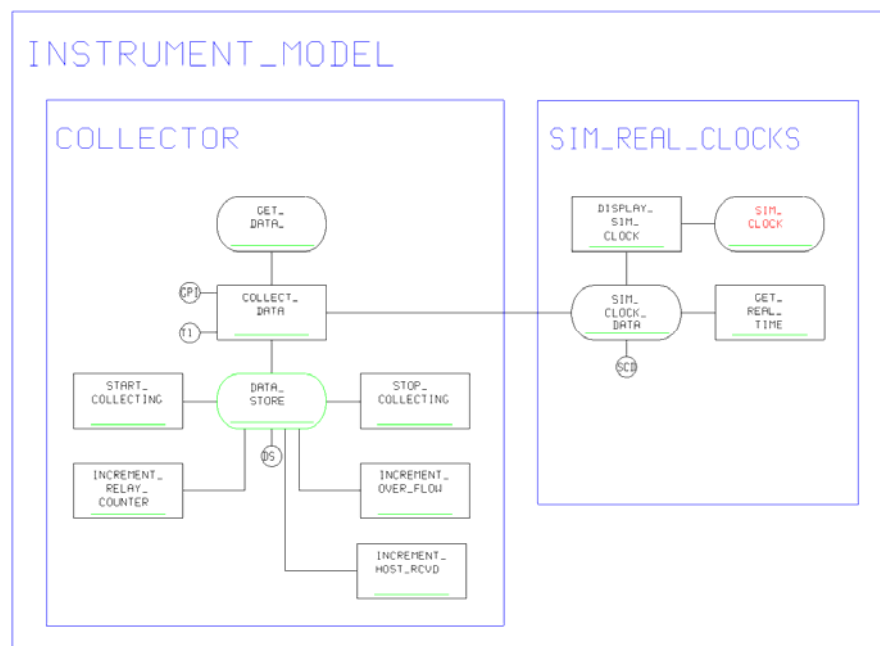 INSTRUMENT_MODEL
COLLECTOR
GET_
DATA_
GPI
COLLECT_
DATA
T1
START_
COLLECTING
DATA_
STORE
STOP_
COLLECTING
DS
INCREMENT_
RELAY_
COUNTER
INCREMENT_
OVER_FLOW
INCREMENT_
HOST_RCVD
SIM_REAL_CLOCKS
DISPLAY_
SIM_
CLOCK
SIM_
CLOCK
SIM_
CLOCK_
DATA
GET_
REAL_
TIME
SCD